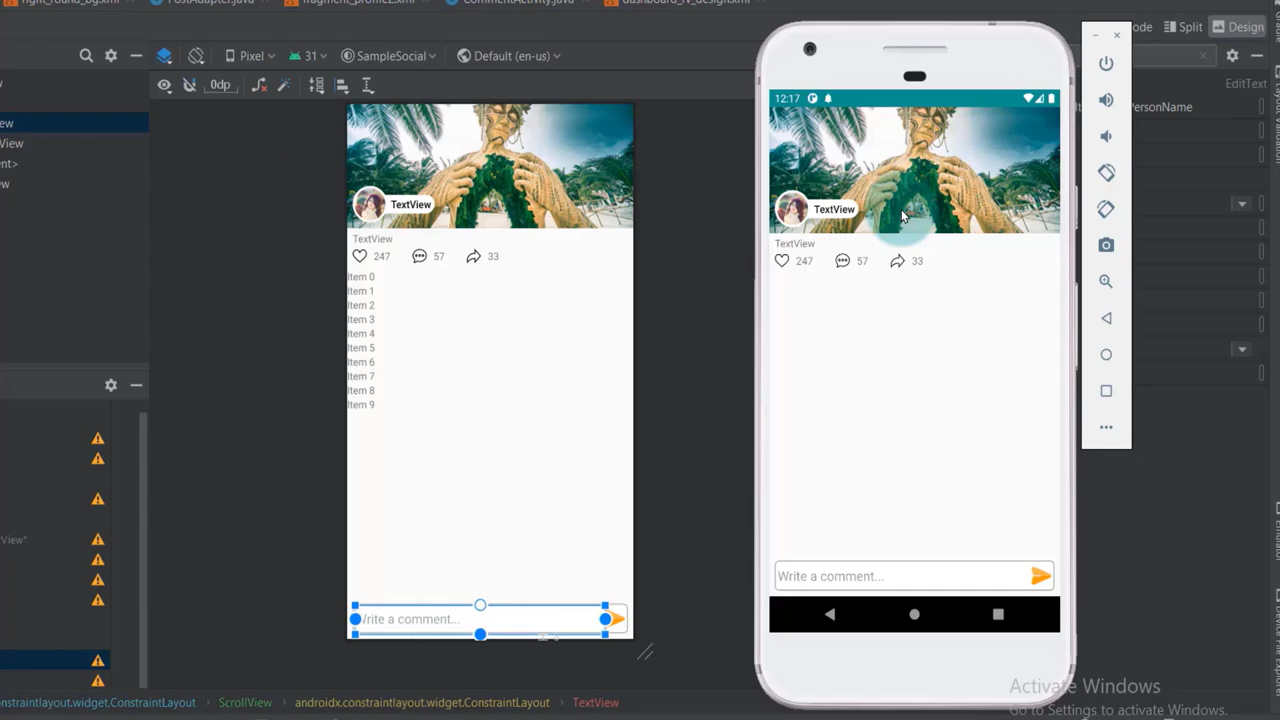 right_round_bg.xml
PostAdapter.java
fragment_profile2.xml
CommentActivity.java
dashboard_rv_design.xml
ode
Split
Design
Pixel
31
SampleSocial
Default (en-us)
0dp
EditText
PersonName
ew
View
ent>
ew
View"
TextView
TextView
247
57
33
Item 0
Item 1
Item 2
Item 3
Item 4
Item 5
Item 6
Item 7
Item 8
Item 9
Write a comment...
12:17
TextView
TextView
247
57
33
Write a comment...
Activate Windows
Go to Settings to activate Windows.
onstraintlayout.widget.ConstraintLayout
ScrollView
androidx.constraintlayout.widget.ConstraintLayout
TextView